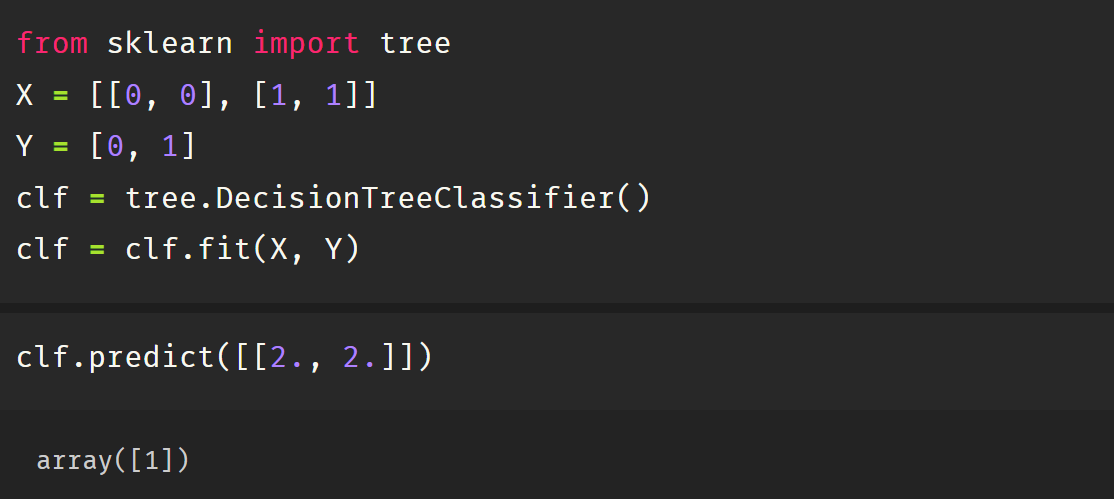 from sklearn import tree
X = [[0, 0], [1, 1]]
Y = [0, 1]
clf = tree.DecisionTreeClassifier()
clf = clf.fit(X, Y)
clf.predict([[2., 2.]])
array([1])